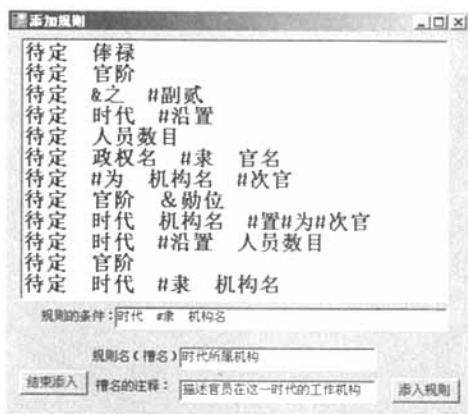 添加规则
待定 俸禄
待定 官阶
待定 &之 #副贰
待定 时代 #沿置
待定 人员数目
待定 政权名 #隶 官名
待定 #为 机构名 #次官
待定 官阶 &勋位
待定 时代 机构名 #置#为#次官
待定 时代 #沿置 人员数目
待定 官阶
待定 时代 #隶 机构名
规则的条件：时代 #隶 机构名
规则名(槽名) 时代所属机构
结束添入 槽名的注释： 描述官员在这一时代的工作机构 添入规则